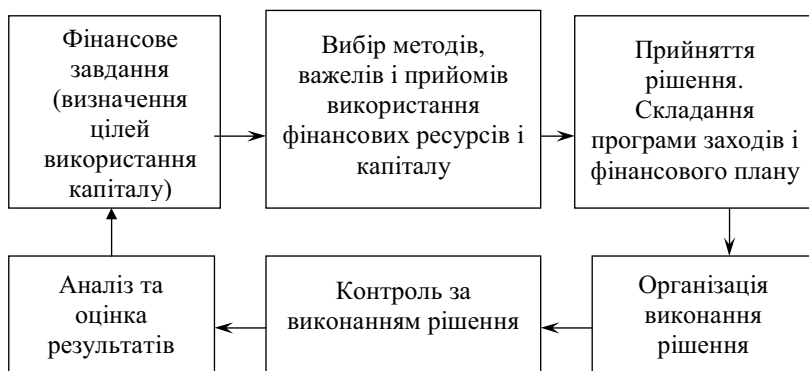 Фінансове
завдання
(визначення
цілей
використання
капіталу)
Вибір методів,
важелів і прийомів
використання
фінансових ресурсів і
капіталу
Прийняття
рішення.
Складання
програми заходів і
фінансового плану
Аналіз та
оцінка
результатів
Контроль за
виконанням рішення
Організація
виконання
рішення